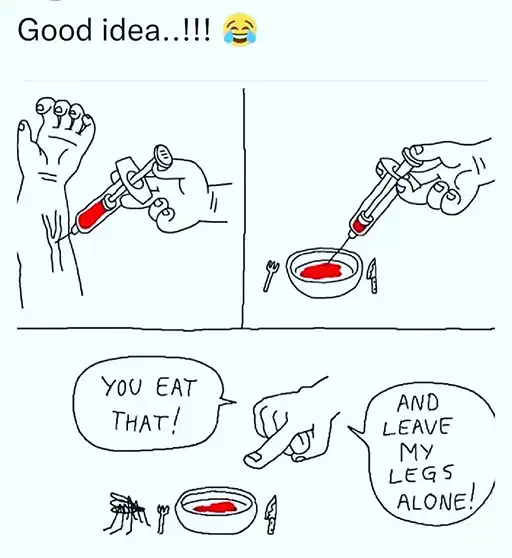 Good idea..!!! 😂
YOU EAT
THAT!
AND
LEAVE
MY
LEGS
ALONE!